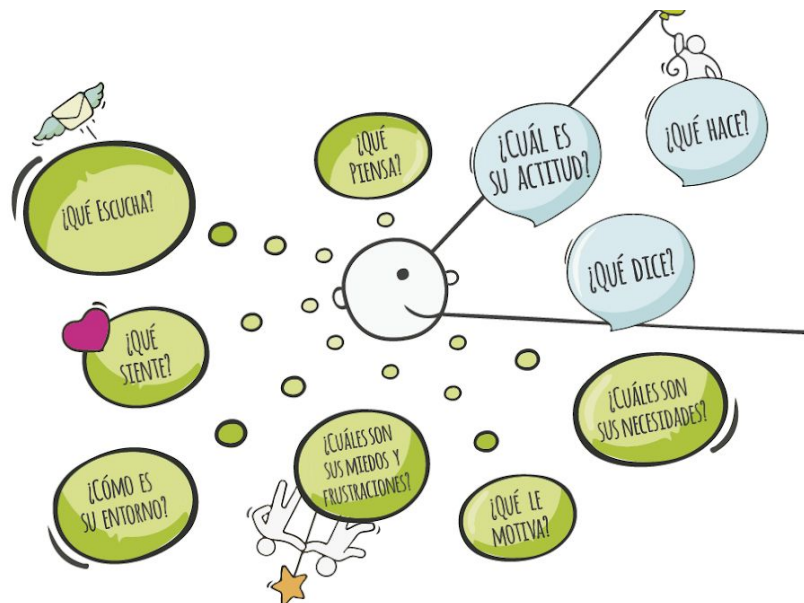 ¿QUÉ ESCUCHA?
¿QUÉ
PIENSA?
¿CUÁL ES
SU ACTITUD?
¿QUÉ HACE?
¿QUÉ DICE?
¿QUÉ
SIENTE?
¿CUÁLES SON
SUS NECESIDADES?
¿CÓMO ES
SU ENTORNO?
¿CUÁLES SON
SUS MIEDOS Y
FRUSTRACIONES?
¿QUÉ LE
MOTIVA?